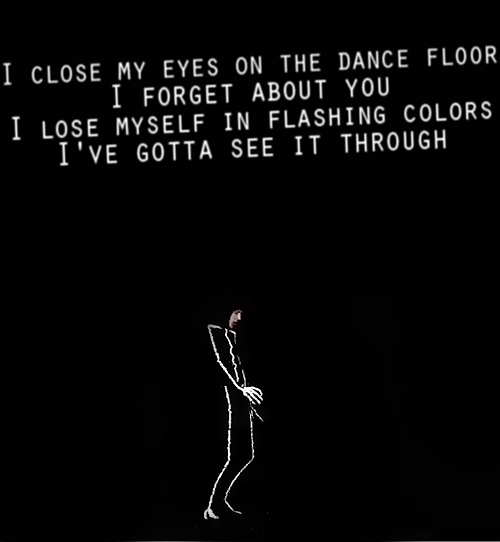 I CLOSE MY EYES ON THE DANCE FLOOR
I FORGET ABOUT YOU
I LOSE MYSELF IN FLASHING COLORS
I'VE GOTTA SEE IT THROUGH